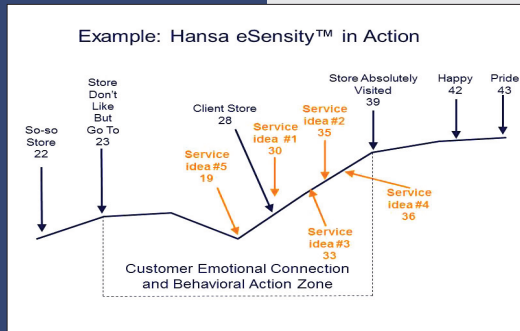 Example: Hansa eSensity™ in Action
So-so
Store
22
Store
Don't
Like
But
Go To
23
Service
idea #5
19
Client Store
28
Service
idea #1
30
Service
idea #2
35
Service
idea #3
33
Store Absolutely
Visited
39
Service
idea #4
36
Happy
42
Pride
43
Customer Emotional Connection
and Behavioral Action Zone